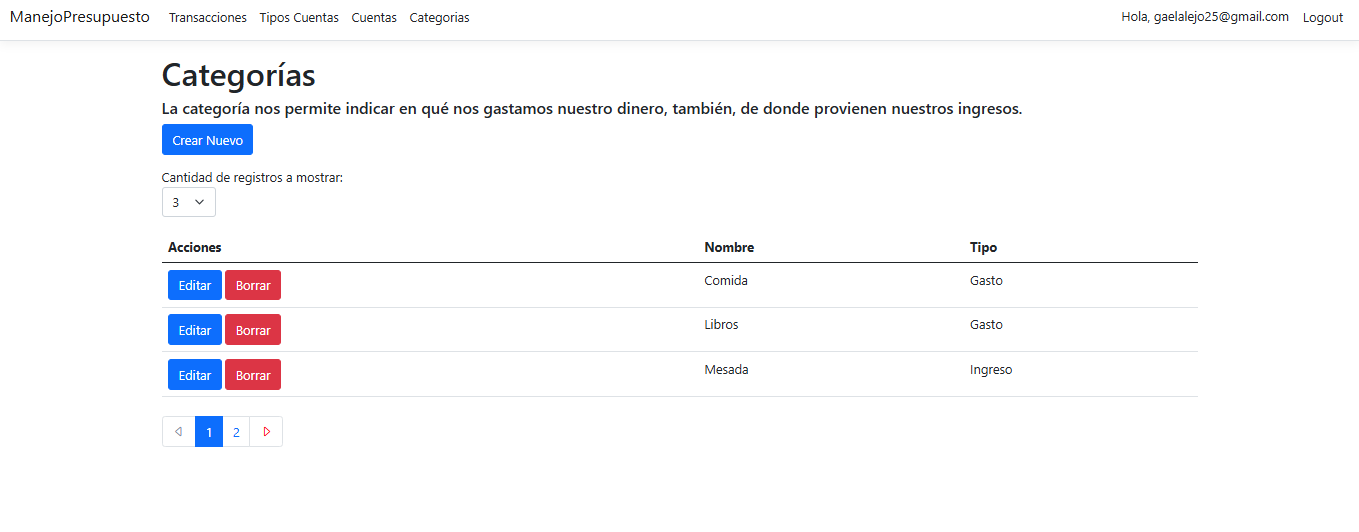 ManejoPresupuesto Transacciones Tipos Cuentas Cuentas Categorias Hola, gaelalejo25@gmail.com Logout
Categorías
La categoría nos permite indicar en qué nos gastamos nuestro dinero, también, de donde provienen nuestros ingresos.
Crear Nuevo
Cantidad de registros a mostrar:
3
Acciones Nombre Tipo
Editar Borrar Comida Gasto
Editar Borrar Libros Gasto
Editar Borrar Mesada Ingreso
1 2